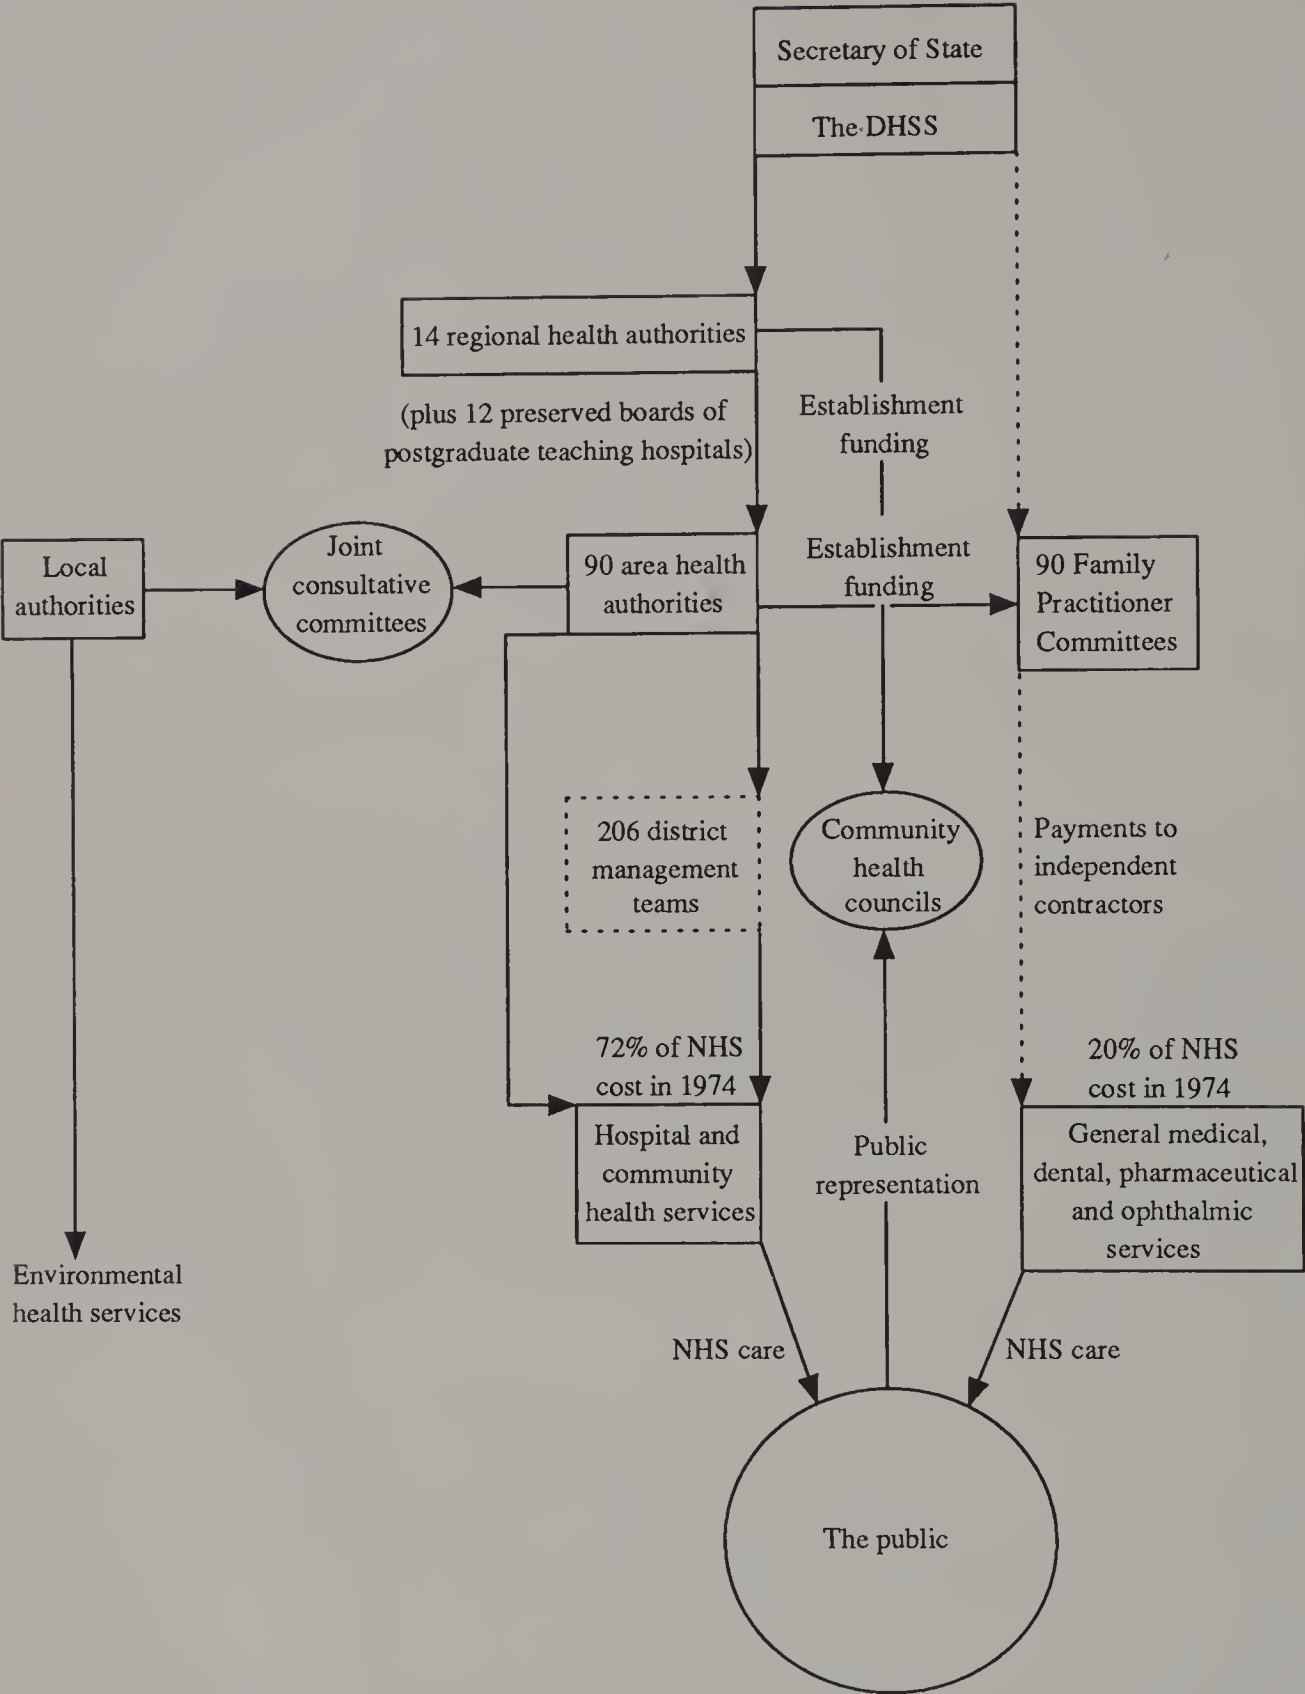 Secretary of State
The DHSS
14 regional health authorities
(plus 12 preserved boards of
postgraduate teaching hospitals)
Establishment
funding
Local
authorities
Joint
consultative
committees
90 area health
authorities
Establishment
funding
90 Family
Practitioner
Committees
206 district
management
teams
Community
health
councils
Payments to
independent
contractors
72% of NHS
cost in 1974
20% of NHS
cost in 1974
Hospital and
community
health services
Public
representation
General medical,
dental, pharmaceutical
and ophthalmic
services
Environmental
health services
NHS care
NHS care
The public